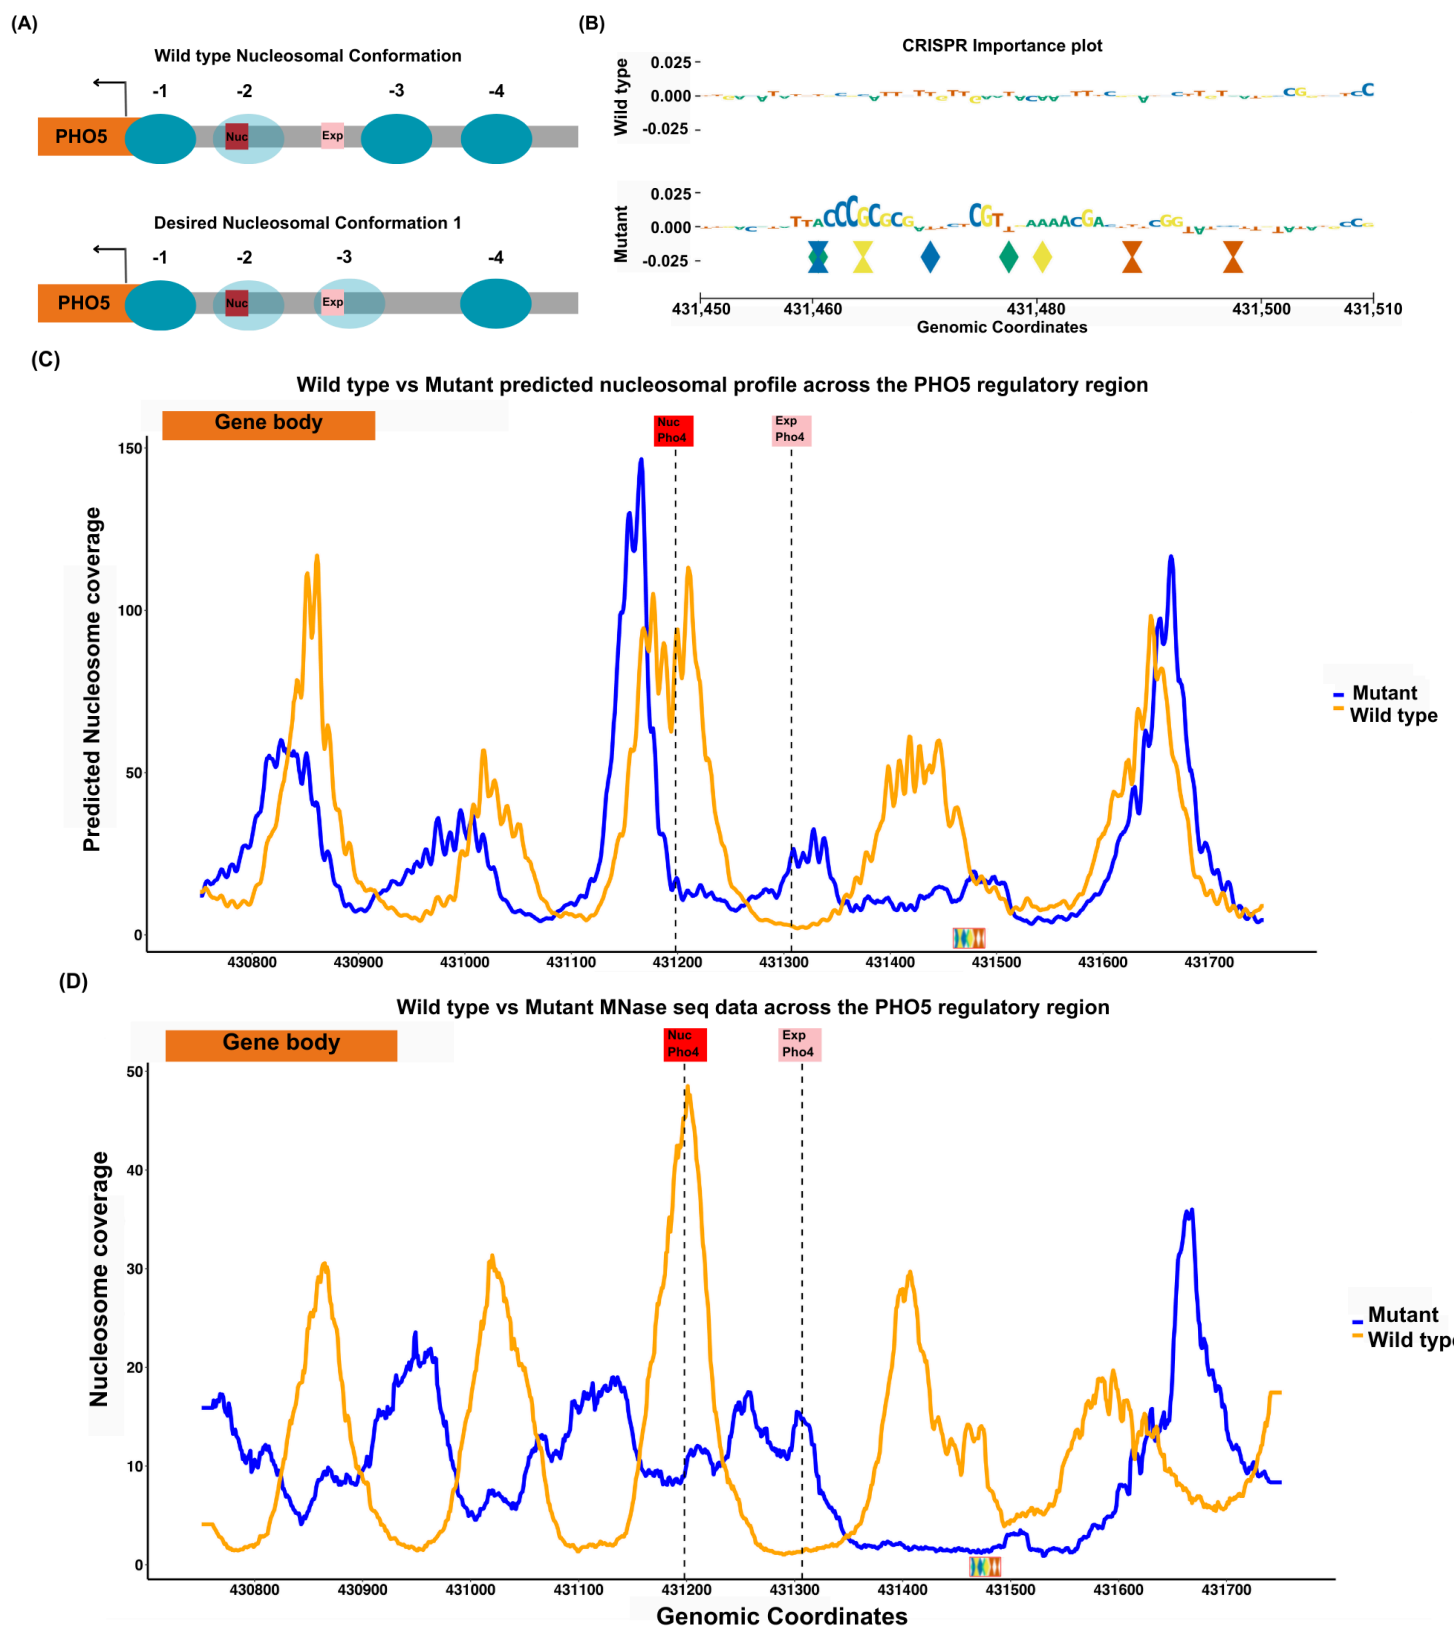 (A)
Wild type Nucleosomal Conformation
-1 -2 -3 -4
PHO5 Nuc Exp
Desired Nucleosomal Conformation 1
-1 -2 -3 -4
PHO5 Nuc Exp
(B)
CRISPR Importance plot
Wild type
0.025
0.000
-0.025
Mutant
0.025
0.000
-0.025
431,450 431,460 431,480 431,500 431,510
Genomic Coordinates
(C)
Wild type vs Mutant predicted nucleosomal profile across the PHO5 regulatory region
Gene body
Nuc
Pho4
Exp
Pho4
Predicted Nucleosome coverage
150
100
50
0
430800 430900 431000 431100 431200 431300 431400 431500 431600 431700
Mutant
Wild type
(D)
Wild type vs Mutant MNase seq data across the PHO5 regulatory region
Gene body
Nuc
Pho4
Exp
Pho4
Nucleosome coverage
50
40
30
20
10
0
430800 430900 431000 431100 431200 431300 431400 431500 431600 431700
Genomic Coordinates
Mutant
Wild type